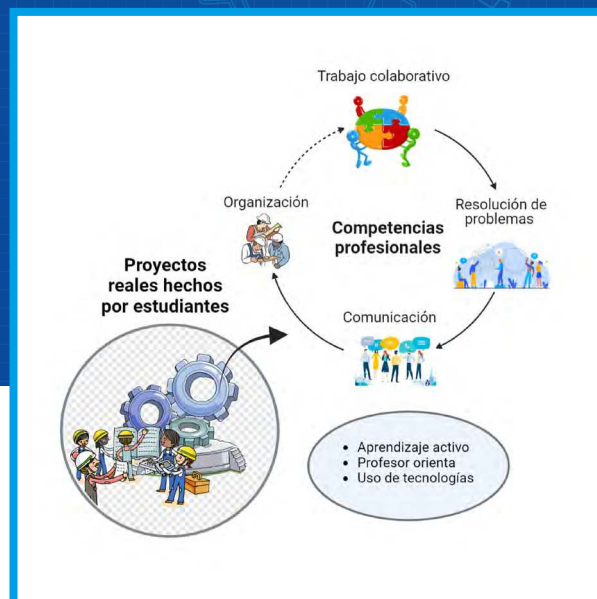 Trabajo colaborativo
Organización
Resolución de
problemas
Competencias
profesionales
Proyectos
reales hechos
por estudiantes
Comunicación
• Aprendizaje activo
• Profesor orienta
• Uso de tecnologías